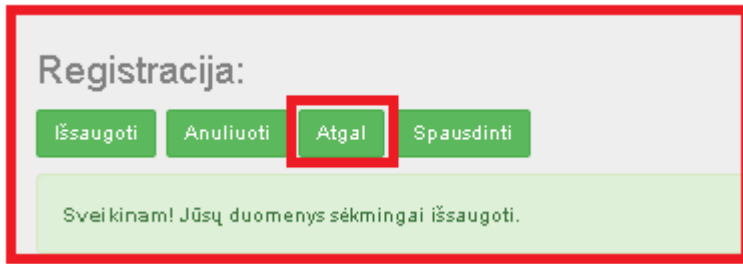 Registracija:
Išsaugoti Anuliuoti Atgal Spausdinti
Sveikinam! Jūsų duomenys sėkmingai išsaugoti.